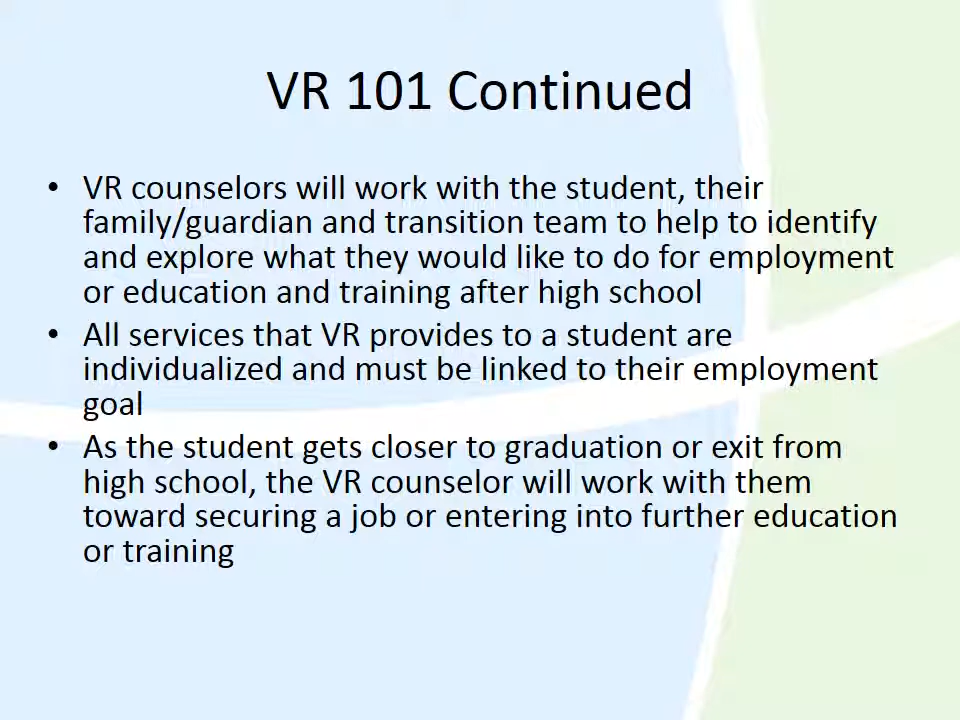 VR 101 Continued
• VR counselors will work with the student, their
family/guardian and transition team to help to identify
and explore what they would like to do for employment
or education and training after high school
• All services that VR provides to a student are
individualized and must be linked to their employment
goal
• As the student gets closer to graduation or exit from
high school, the VR counselor will work with them
toward securing a job or entering into further education
or training